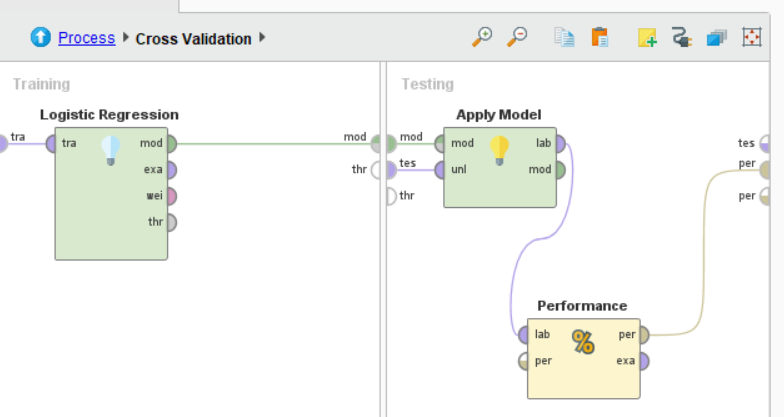 Process Cross Validation
Training
Testing
Logistic Regression
Apply Model
tra
tra
mod
mod
mod
mod
lab
tes
exa
thr
tes
unl
mod
per
wei
thr
per
thr
Performance
lab
per
per
exa
%